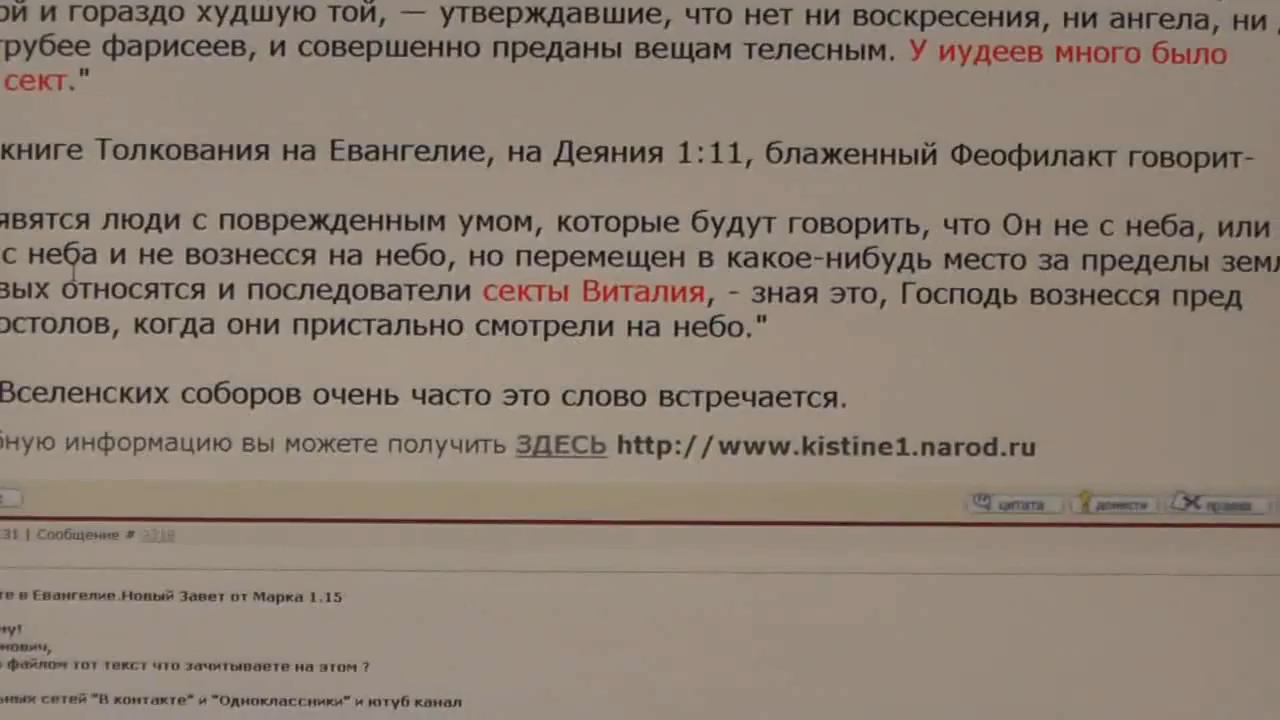 ой и гораздо худшую той, — утверждавшие, что нет ни воскресения, ни ангела, ни
грубее фарисеев, и совершенно преданы вещам телесным. У иудеев много было
сект."
книге Толкования на Евангелие, на Деяния 1:11, блаженный Феофилакт говорит-
явятся люди с поврежденным умом, которые будут говорить, что Он не с неба, или
с неба и не вознесся на небо, но перемещен в какое-нибудь место за пределы земл
вых относятся и последователи секты Виталия, - зная это, Господь вознесся пред
остолов, когда они пристально смотрели на небо."
Вселенских соборов очень часто это слово встречается.
бную информацию вы можете получить ЗДЕСЬ http://www.kistine1.narod.ru
цитата донести правка
31 | Сообщение #
те в Евангелие.Новый Завет от Марка 1.15
ну!
нович,
файлом тот текст что зачитываете на этом ?
ьных сетей "В контакте" и "Одноклассники" и ютуб канал